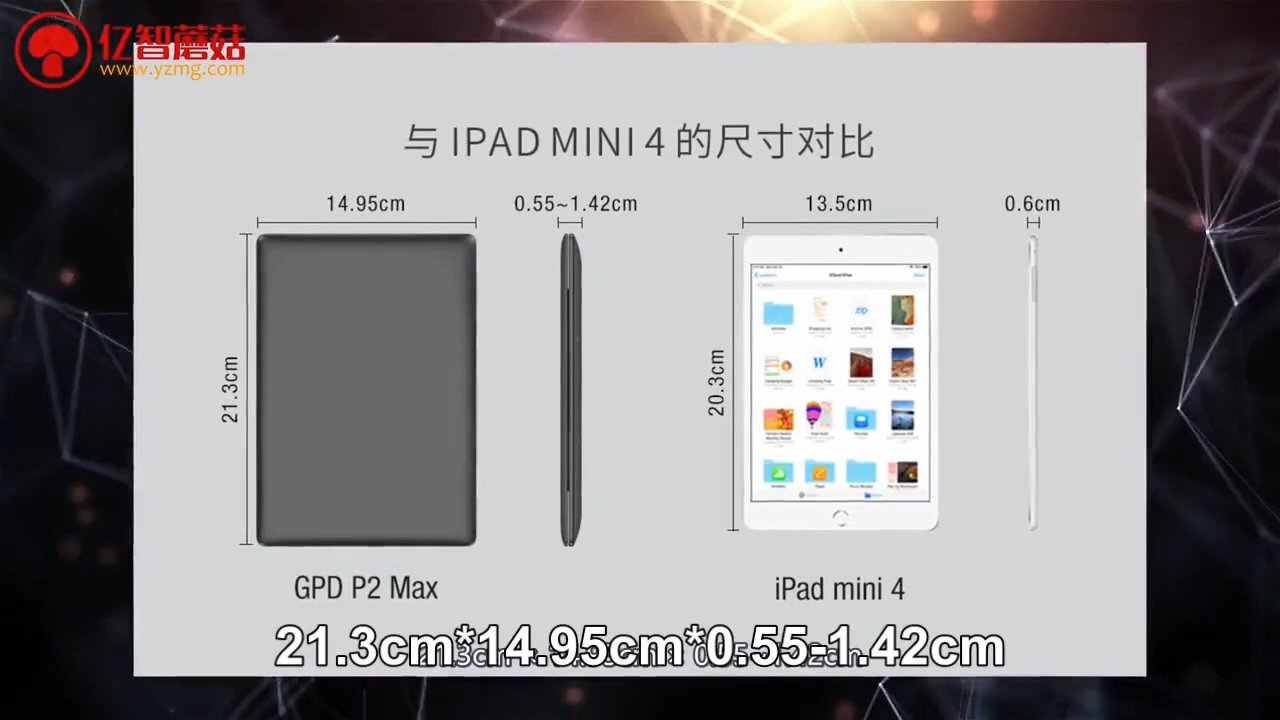 亿智蘑菇
www.yzmg.com
与 IPAD MINI 4 的尺寸对比
14.95cm
0.55~1.42cm
13.5cm
0.6cm
21.3cm
20.3cm
ZIP
W
GPD P2 Max
iPad mini 4
21.3cm*14.95cm*0.55-1.42cm